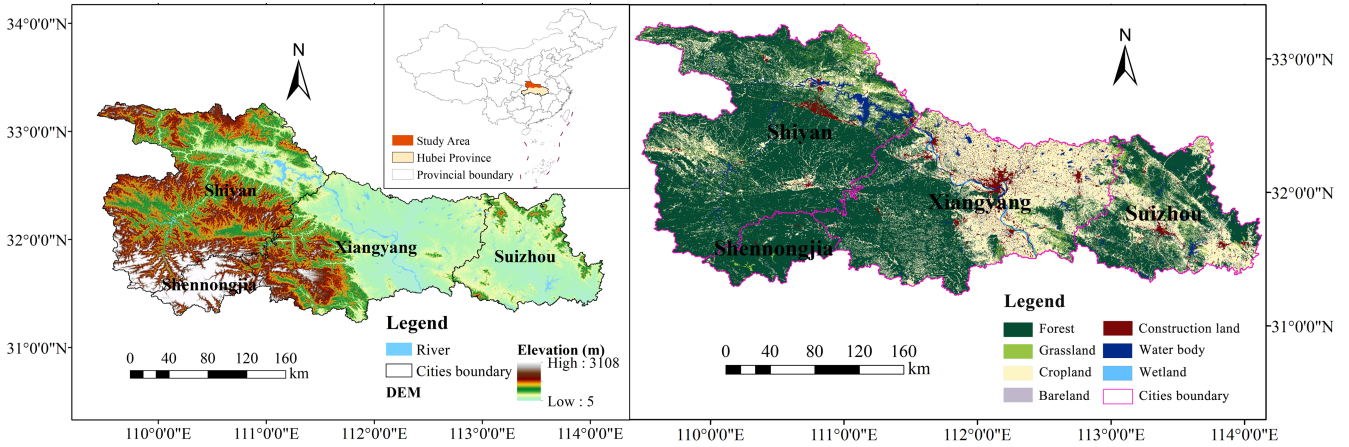 34°0'0"N
33°0'0"N
32°0'0"N
31°0'0"N
N
Study Area
Hubei Province
Provincial boundary
Shiyan
Xiangyang
Suizhou
Shennongjia
Legend
River
Cities boundary
DEM
Elevation (m)
High : 3108
Low : 5
0 40 80 120 160
km
110°0'0"E 111°0'0"E 112°0'0"E 113°0'0"E 114°0'0"E
N
33°0'0"N
32°0'0"N
31°0'0"N
Shiyan
Xiangyang
Suizhou
Shennongjia
Legend
Forest
Grassland
Cropland
Bareland
Construction land
Water body
Wetland
Cities boundary
0 40 80 120 160
km
110°0'0"E 111°0'0"E 112°0'0"E 113°0'0"E 114°0'0"E